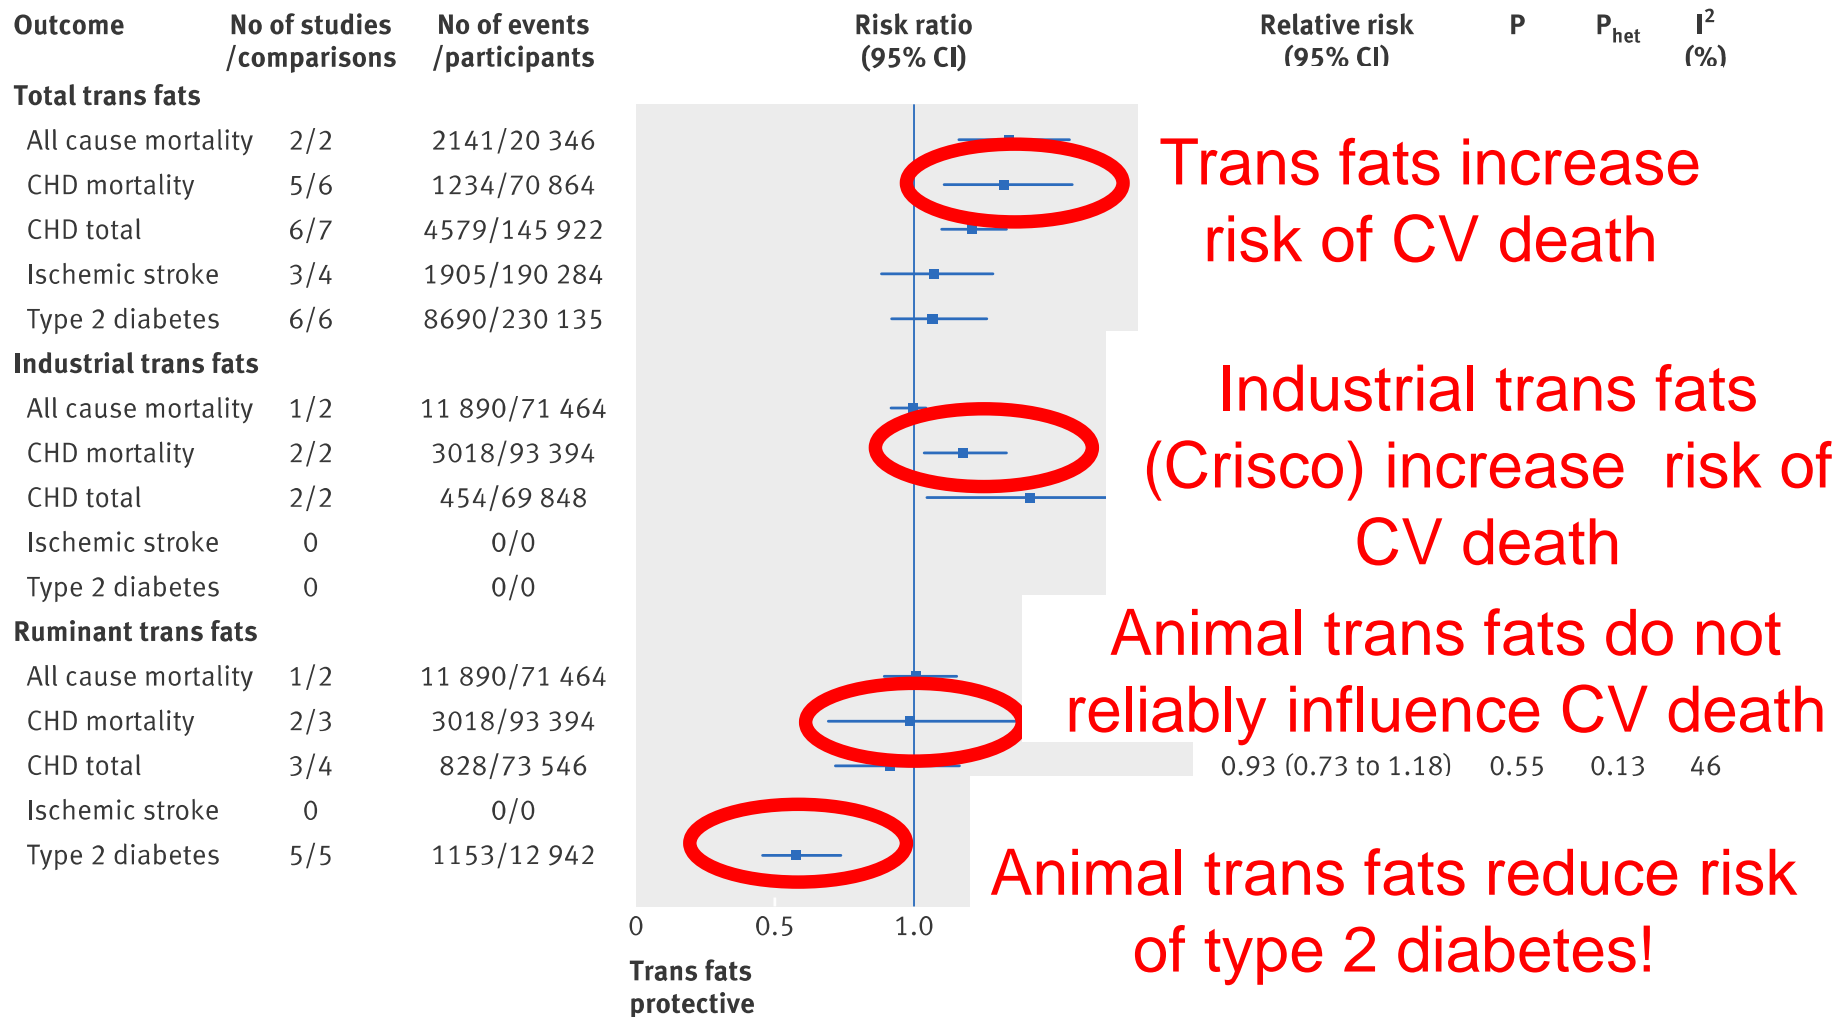 Outcome No of studies /comparisons No of events /participants Risk ratio (95% CI) Relative risk (95% CI) P Phet I² (%)
Total trans fats
All cause mortality 2/2 2141/20 346
CHD mortality 5/6 1234/70 864
CHD total 6/7 4579/145 922
Ischemic stroke 3/4 1905/190 284
Type 2 diabetes 6/6 8690/230 135
Trans fats increase
risk of CV death
Industrial trans fats
All cause mortality 1/2 11 890/71 464
CHD mortality 2/2 3018/93 394
CHD total 2/2 454/69 848
Ischemic stroke 0 0/0
Type 2 diabetes 0 0/0
Industrial trans fats
(Crisco) increase risk of
CV death
Ruminant trans fats
All cause mortality 1/2 11 890/71 464
CHD mortality 2/3 3018/93 394
CHD total 3/4 828/73 546 0.93 (0.73 to 1.18) 0.55 0.13 46
Ischemic stroke 0 0/0
Type 2 diabetes 5/5 1153/12 942
Animal trans fats do not
reliably influence CV death
Animal trans fats reduce risk
of type 2 diabetes!
0 0.5 1.0
Trans fats
protective